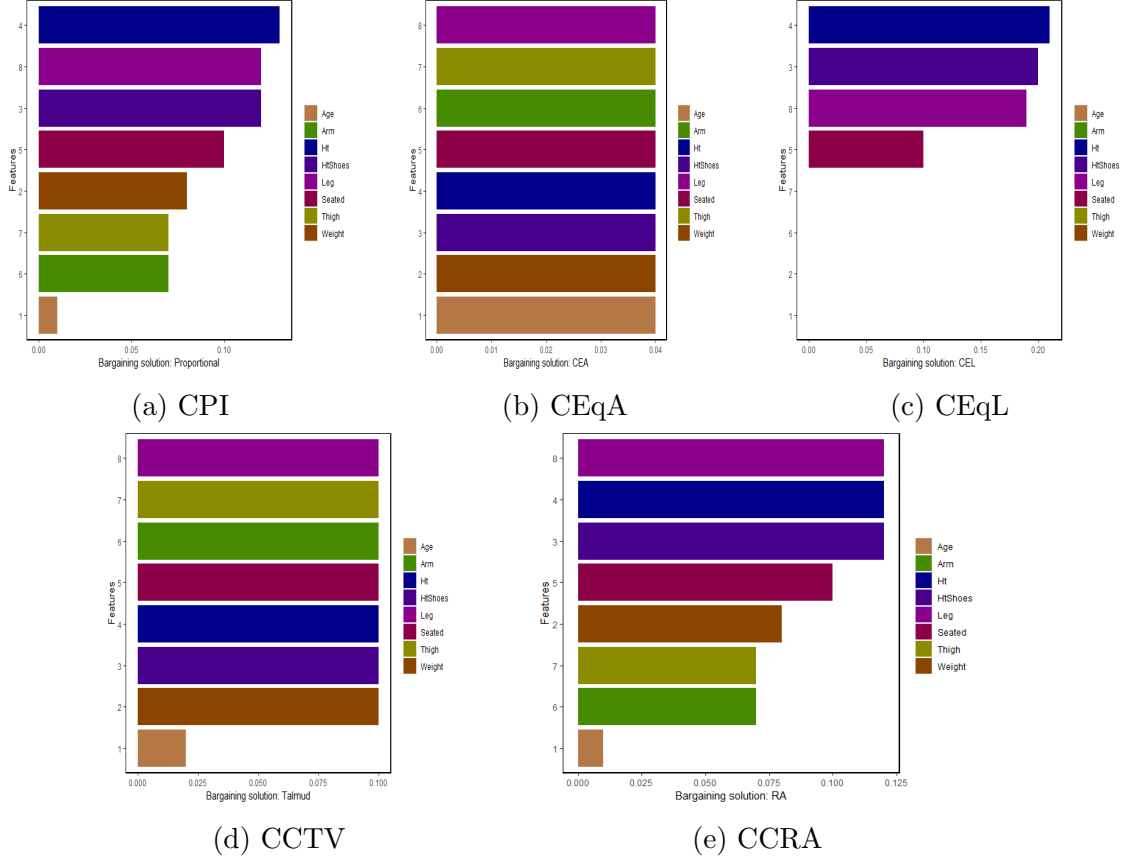 4
8
3
5
2
7
6
1
Features
0.00 0.05 0.10
Bargaining solution: Proportional
Age
Arm
Ht
HtShoes
Leg
Seated
Thigh
Weight
(a) CPI
8
7
6
5
4
3
2
1
Features
0.00 0.01 0.02 0.03 0.04
Bargaining solution: CEA
Age
Arm
Ht
HtShoes
Leg
Seated
Thigh
Weight
(b) CEqA
4
3
8
5
7
6
2
1
Features
0.00 0.05 0.10 0.15 0.20
Bargaining solution: CEL
Age
Arm
Ht
HtShoes
Leg
Seated
Thigh
Weight
(c) CEqL
8
7
6
5
4
3
2
1
Features
0.000 0.025 0.050 0.075 0.100
Bargaining solution: Talmud
Age
Arm
Ht
HtShoes
Leg
Seated
Thigh
Weight
(d) CCTV
8
4
3
5
2
7
6
1
Features
0.000 0.025 0.050 0.075 0.100 0.125
Bargaining solution: RA
Age
Arm
Ht
HtShoes
Leg
Seated
Thigh
Weight
(e) CCRA